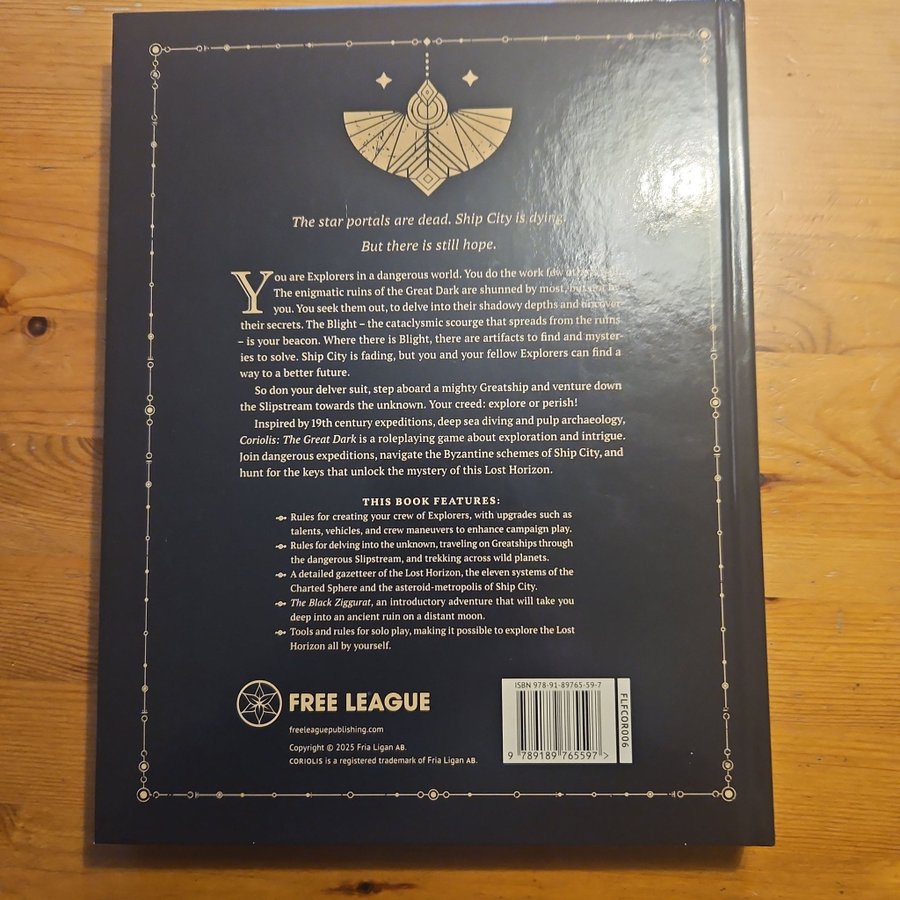 The star portals are dead. Ship City is dying.
But there is still hope.
You are Explorers in a dangerous world. You do the work few
The enigmatic ruins of the Great Dark are shunned by most, but not by
you. You seek them out, to delve into their shadowy depths and uncover
their secrets. The Blight – the cataclysmic scourge that spreads from the ruins
– is your beacon. Where there is Blight, there are artifacts to find and myster-
ies to solve. Ship City is fading, but you and your fellow Explorers can find a
way to a better future.
So don your delver suit, step aboard a mighty Greatship and venture down
the Slipstream towards the unknown. Your creed: explore or perish!
Inspired by 19th century expeditions, deep sea diving and pulp archaeology,
Coriolis: The Great Dark is a roleplaying game about exploration and intrigue.
Join dangerous expeditions, navigate the Byzantine schemes of Ship City, and
hunt for the keys that unlock the mystery of this Lost Horizon.
THIS BOOK FEATURES:
Rules for creating your crew of Explorers, with upgrades such as
talents, vehicles, and crew maneuvers to enhance campaign play.
Rules for delving into the unknown, traveling on Greatships through
the dangerous Slipstream, and trekking across wild planets.
A detailed gazetteer of the Lost Horizon, the eleven systems of the
Charted Sphere and the asteroid-metropolis of Ship City.
The Black Ziggurat, an introductory adventure that will take you
deep into an ancient ruin on a distant moon.
Tools and rules for solo play, making it possible to explore the Lost
Horizon all by yourself.
FREE LEAGUE
freeleaguepublishing.com
Copyright © 2025 Fria Ligan AB.
CORIOLIS is a registered trademark of Fria Ligan AB.
ISBN 978-91-89765-59-7
9 789189 765597 >
FLFCOR006